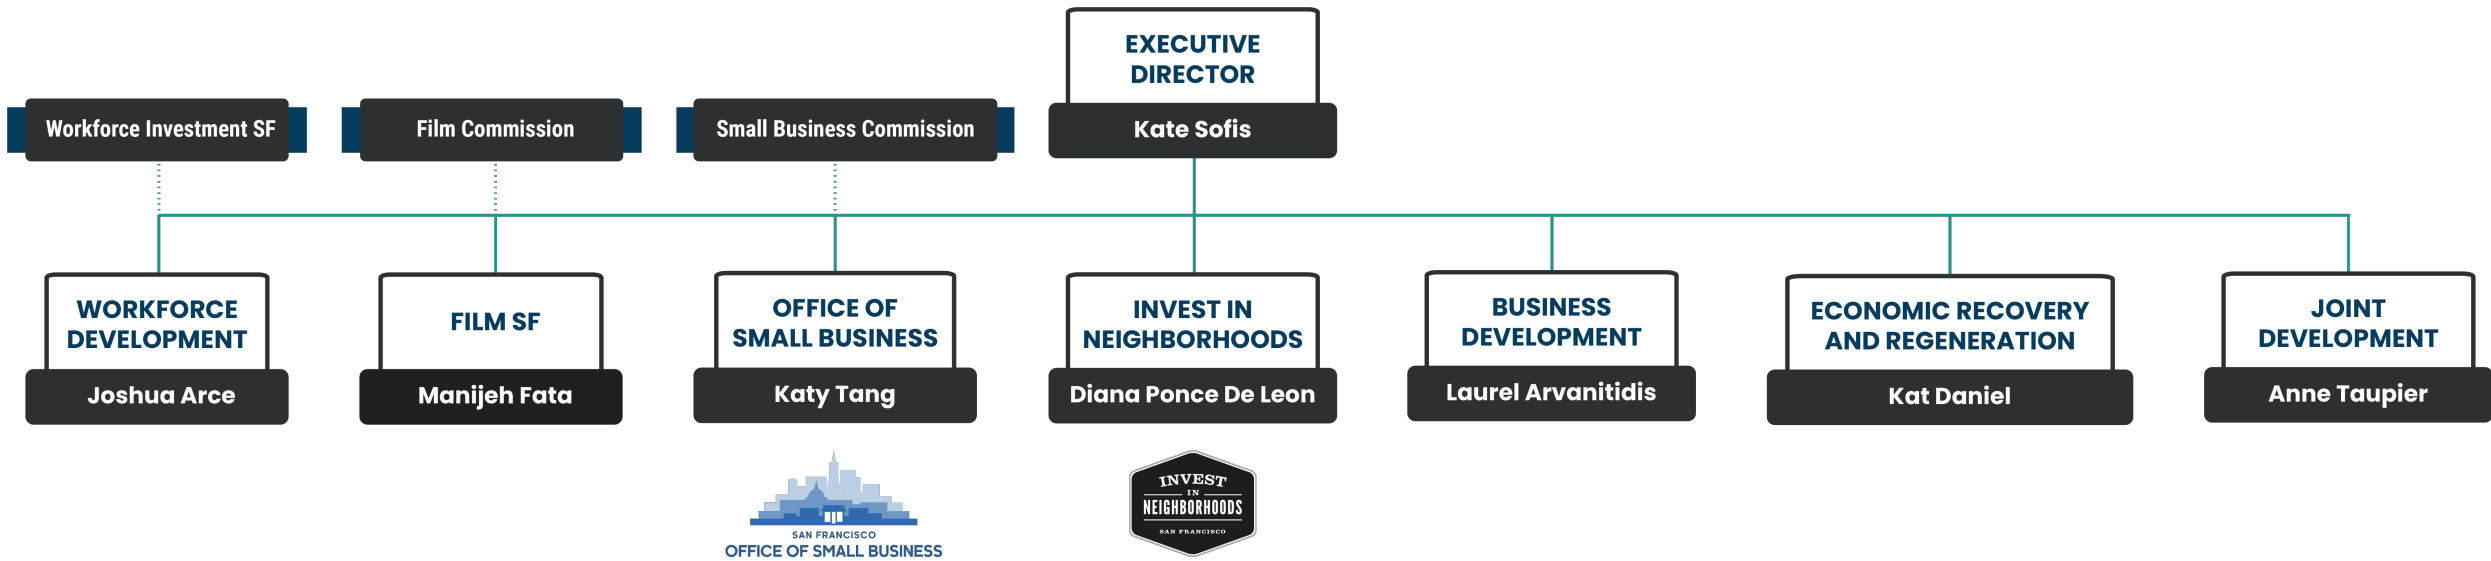 EXECUTIVE
DIRECTOR
Kate Sofis
Workforce Investment SF
Film Commission
Small Business Commission
WORKFORCE
DEVELOPMENT
Joshua Arce
FILM SF
Manijeh Fata
OFFICE OF
SMALL BUSINESS
Katy Tang
INVEST IN
NEIGHBORHOODS
Diana Ponce De Leon
BUSINESS
DEVELOPMENT
Laurel Arvanitidis
ECONOMIC RECOVERY
AND REGENERATION
Kat Daniel
JOINT
DEVELOPMENT
Anne Taupier
SAN FRANCISCO
OFFICE OF SMALL BUSINESS
INVEST
IN
NEIGHBORHOODS
SAN FRANCISCO